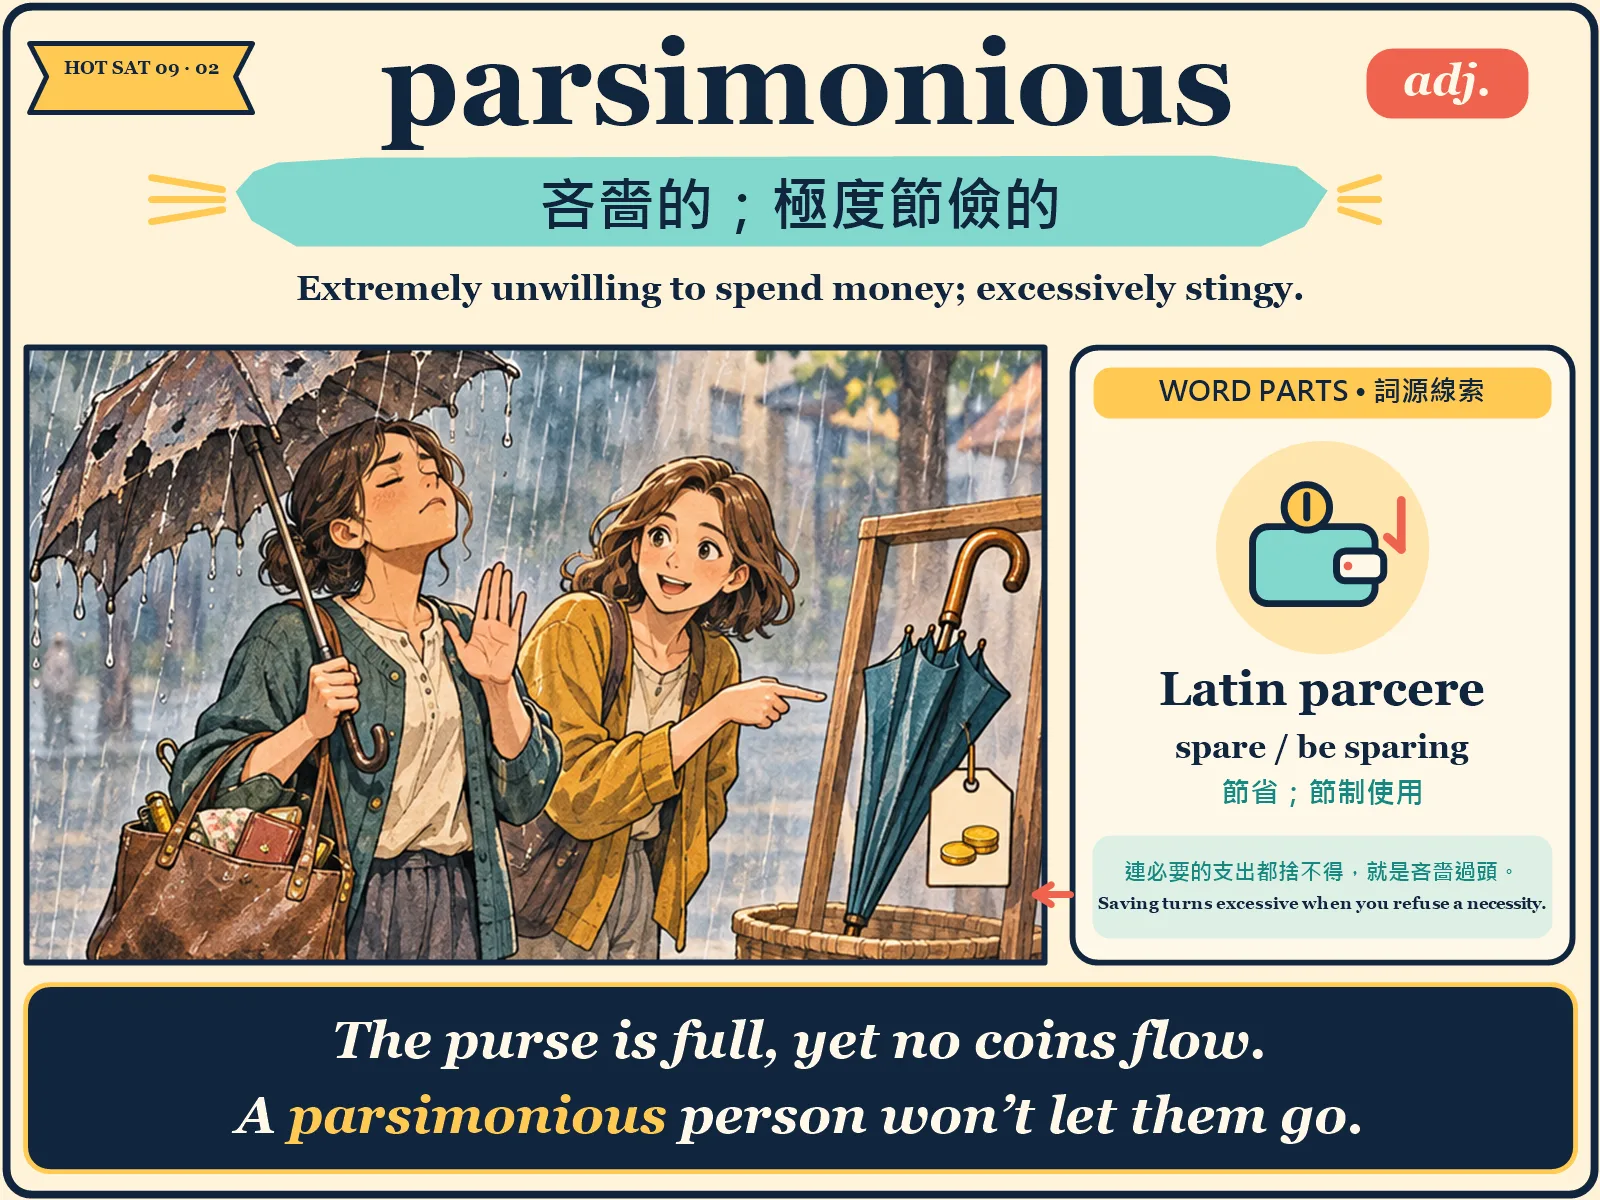 HOT SAT 09 · 02
parsimonious
adj.
吝嗇的；極度節儉的
Extremely unwilling to spend money; excessively stingy.
WORD PARTS • 詞源線索
Latin parcere
spare / be sparing
節省；節制使用
連必要的支出都捨不得，就是吝嗇過頭。
Saving turns excessive when you refuse a necessity.
The purse is full, yet no coins flow.
A parsimonious person won’t let them go.